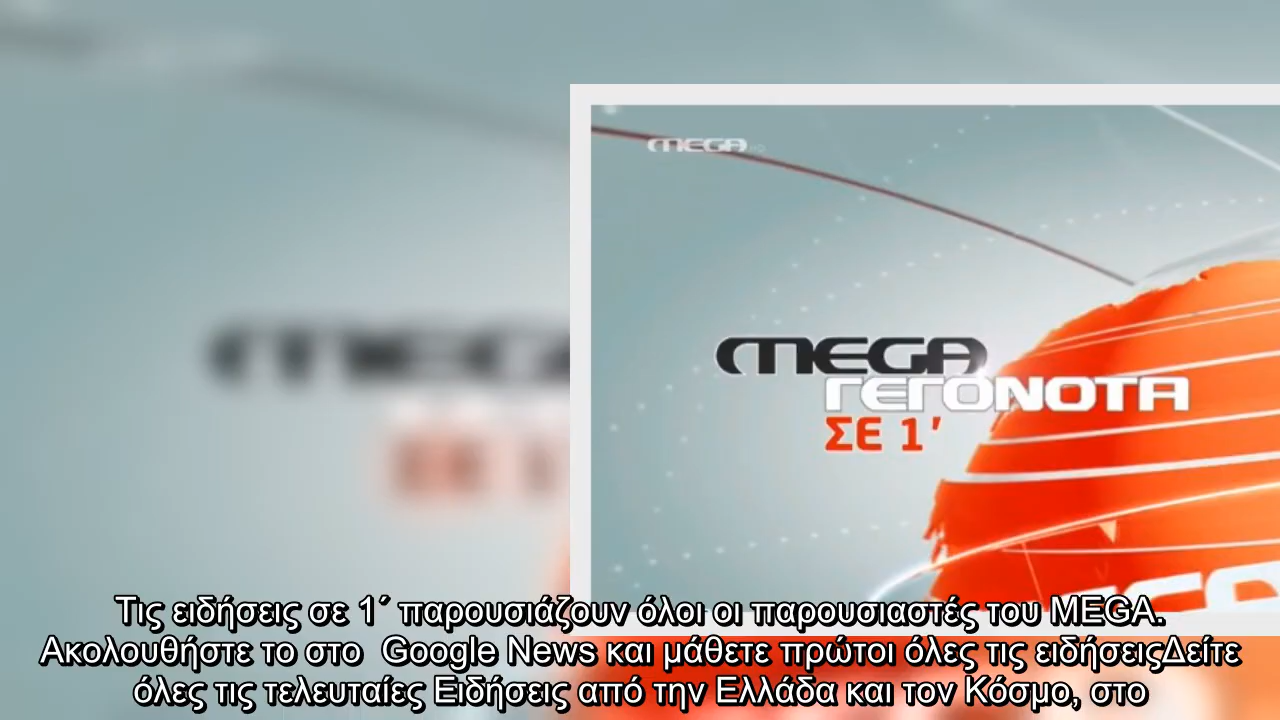 MEGA
MEGA
ΓΕΓΟΝΟΤΑ
ΣΕ 1'
Τις ειδήσεις σε 1΄ παρουσιάζουν όλοι οι παρουσιαστές του MEGA.
Ακολουθήστε το στο  Google News και μάθετε πρώτοι όλες τις ειδήσειςΔείτε
όλες τις τελευταίες Ειδήσεις από την Ελλάδα και τον Κόσμο, στο